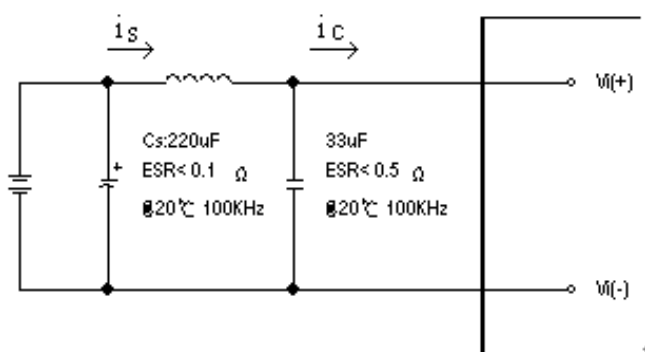 is
ic
Vi(+)
+
Cs:220uF
ESR< 0.1 Ω
@20℃ 100KHz
33uF
ESR< 0.5 Ω
@20℃ 100KHz
Vi(-)